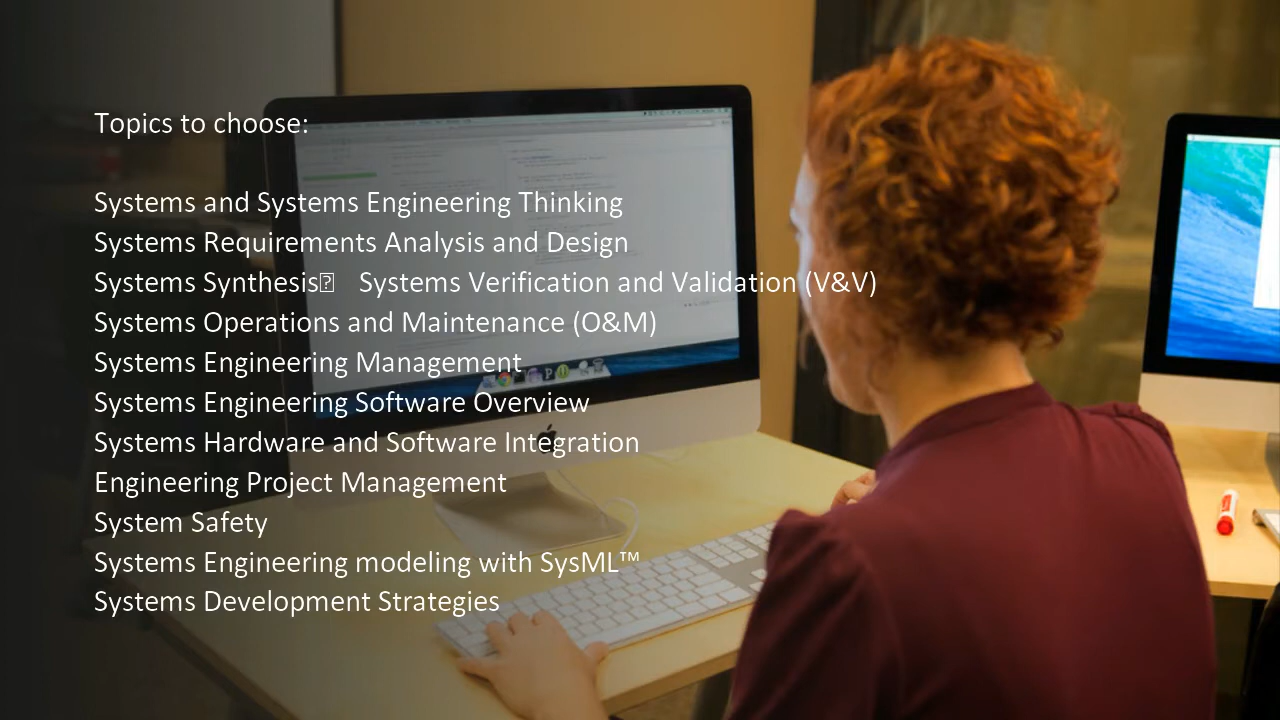 Topics to choose:
Systems and Systems Engineering Thinking
Systems Requirements Analysis and Design
Systems Synthesis⍰ Systems Verification and Validation (V&V)
Systems Operations and Maintenance (O&M)
Systems Engineering Management
Systems Engineering Software Overview
Systems Hardware and Software Integration
Engineering Project Management
System Safety
Systems Engineering modeling with SysML™
Systems Development Strategies